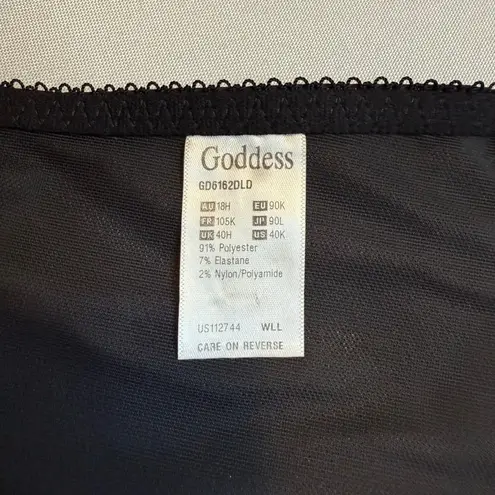 Goddess
GD6162DLD
AU 18H EU 90K
FR 105K JP 90L
UK 40H US 40K
91% Polyester
7% Elastane
2% Nylon/Polyamide
US112744 WLL
CARE ON REVERSE